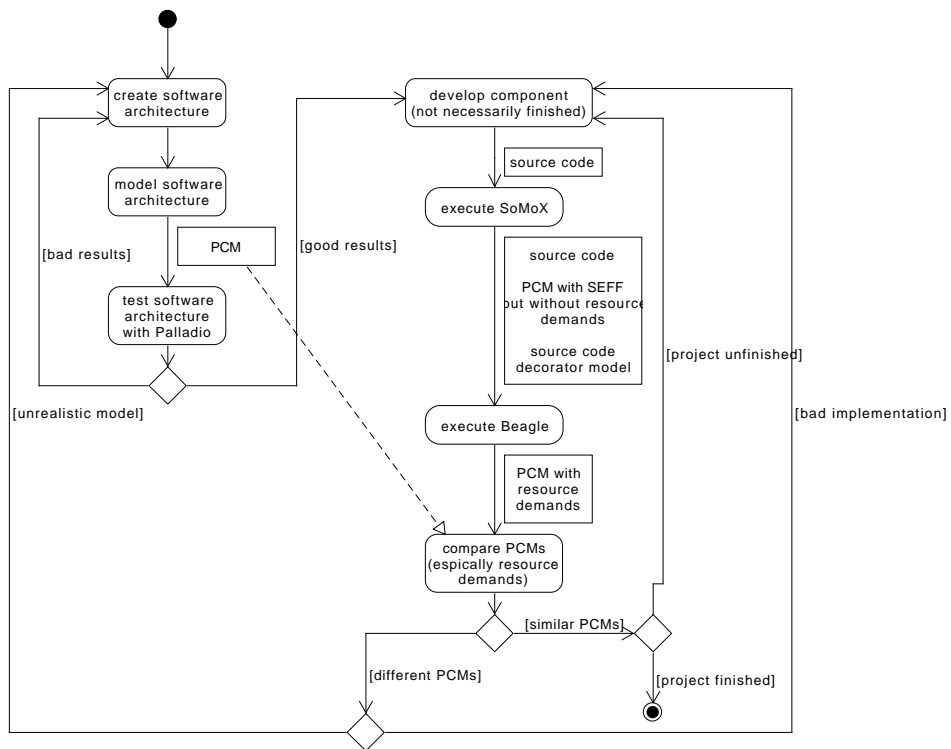 create software
architecture
develop component
(not necessarily finished)
source code
model software
architecture
execute SoMoX
PCM
[bad results]
[good results]
source code
PCM with SEFF
out without resource
demands
source code
decorator model
test software
architecture
with Palladio
[project unfinished]
[unrealistic model]
[bad implementation]
execute Beagle
PCM with
resource
demands
compare PCMs
(espically resource
demands)
[similar PCMs]
[different PCMs]
[project finished]